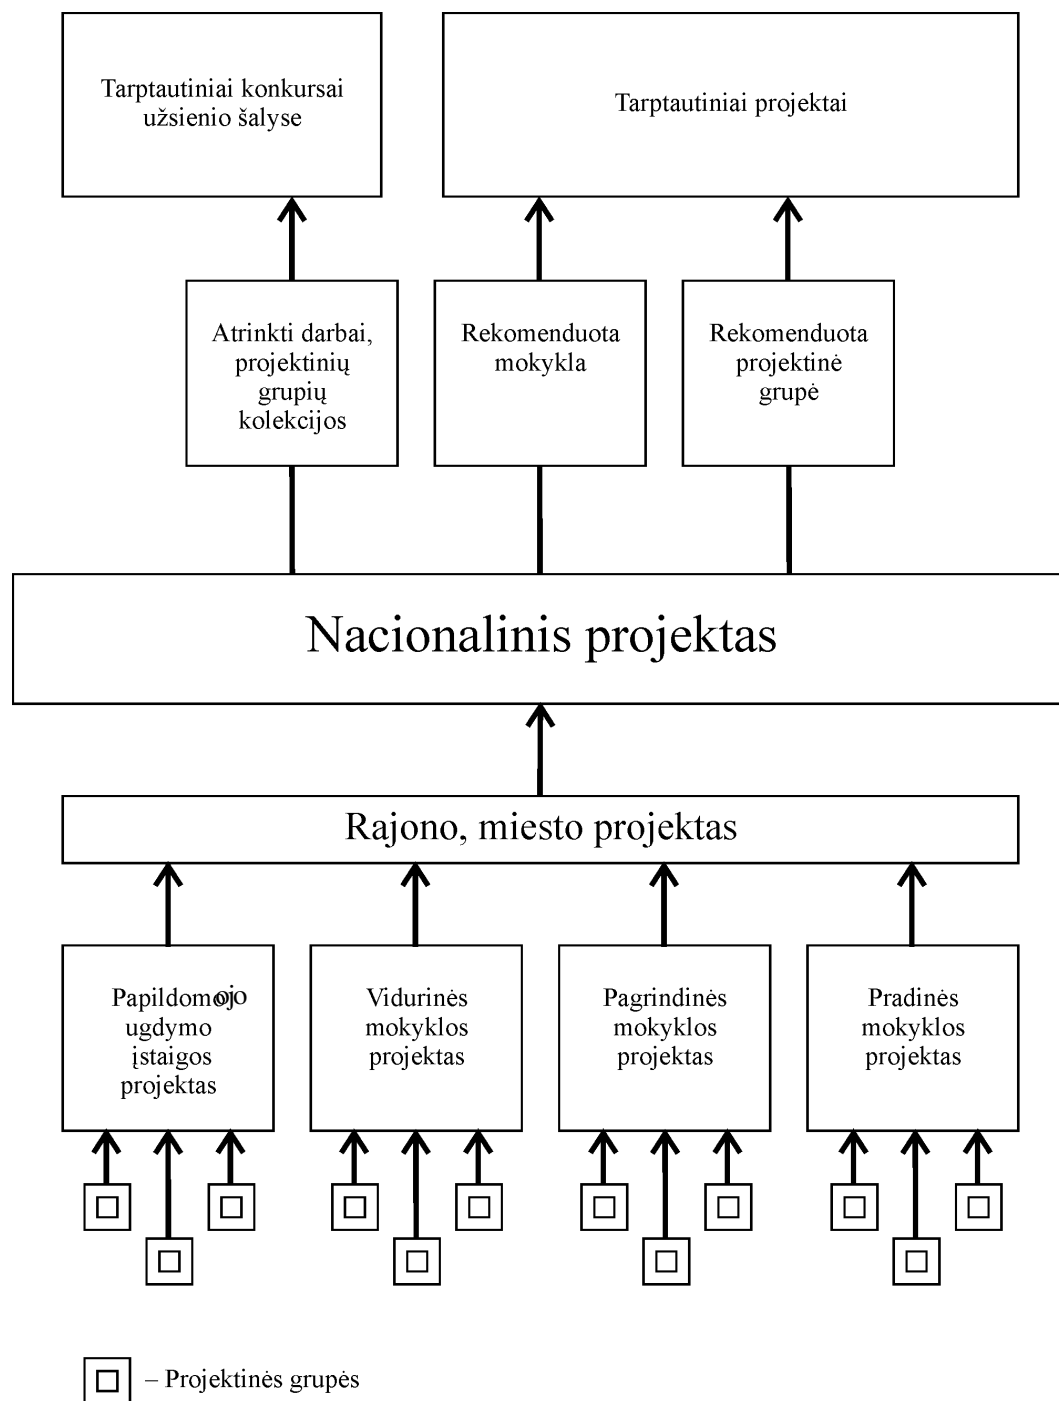 Tarptautiniai konkursai
užsienio šalyse
Tarptautiniai projektai
Atrinkti darbai,
projektinių
grupių
kolekcijos
Rekomenduota
mokykla
Rekomenduota
projektinė
grupė
Nacionalinis projektas
Rajono, miesto projektas
Papildomojo
ugdymo
įstaigos
projektas
Vidurinės
mokyklos
projektas
Pagrindinės
mokyklos
projektas
Pradinės
mokyklos
projektas
– Projektinės grupės